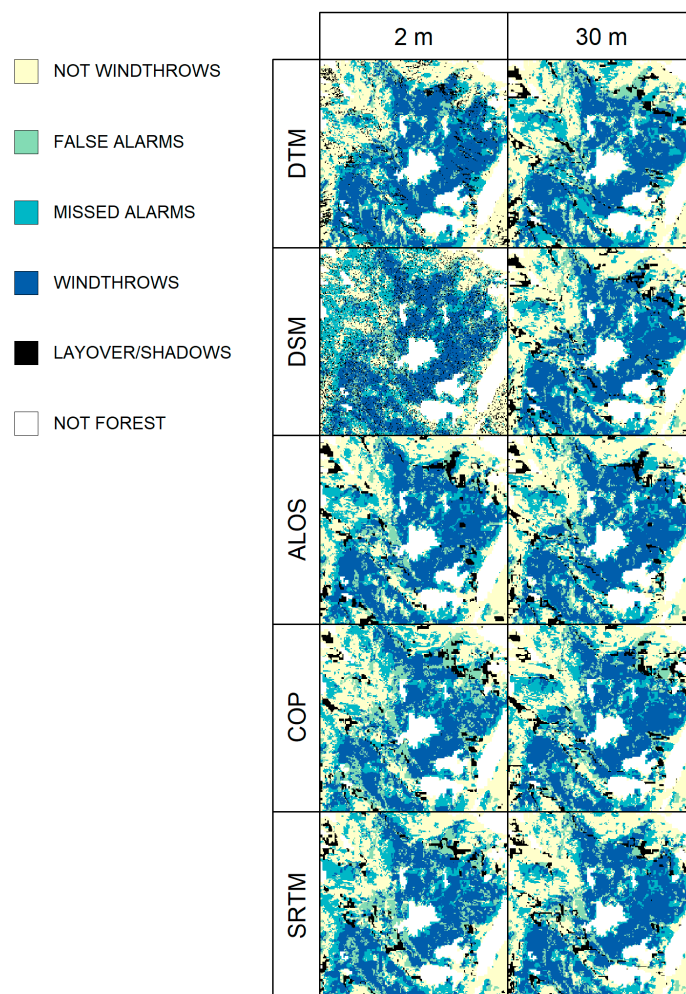 2 m
30 m
NOT WINDTHROWS
FALSE ALARMS
MISSED ALARMS
WINDTHROWS
LAYOVER/SHADOWS
NOT FOREST
DTM
DSM
ALOS
COP
SRTM